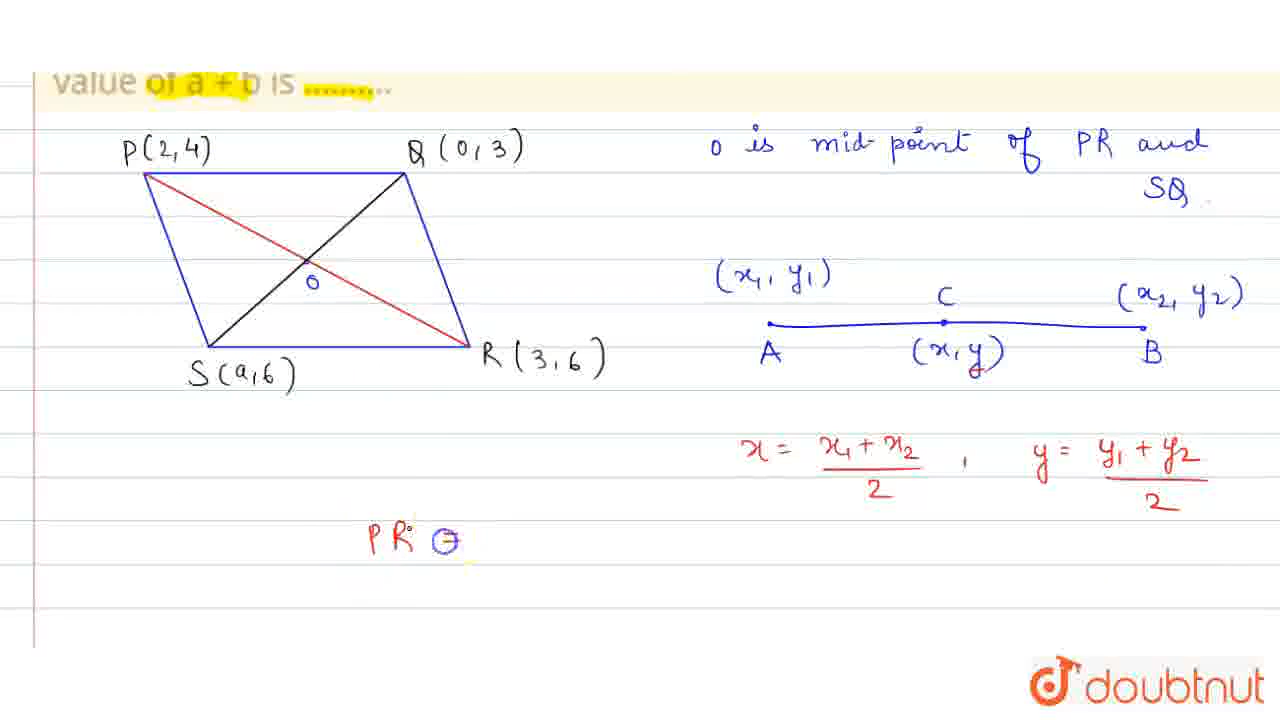 value of a + b is ..........
P(2,4)
Q(0,3)
O is mid-point of PR and
SQ
O
(x₁, y₁)
C
(x₂, y₂)
A
(x,y)
B
S(a,6)
R(3,6)
x = x₁+x₂/2 , y = y₁+y₂/2
PR =
doubtnut